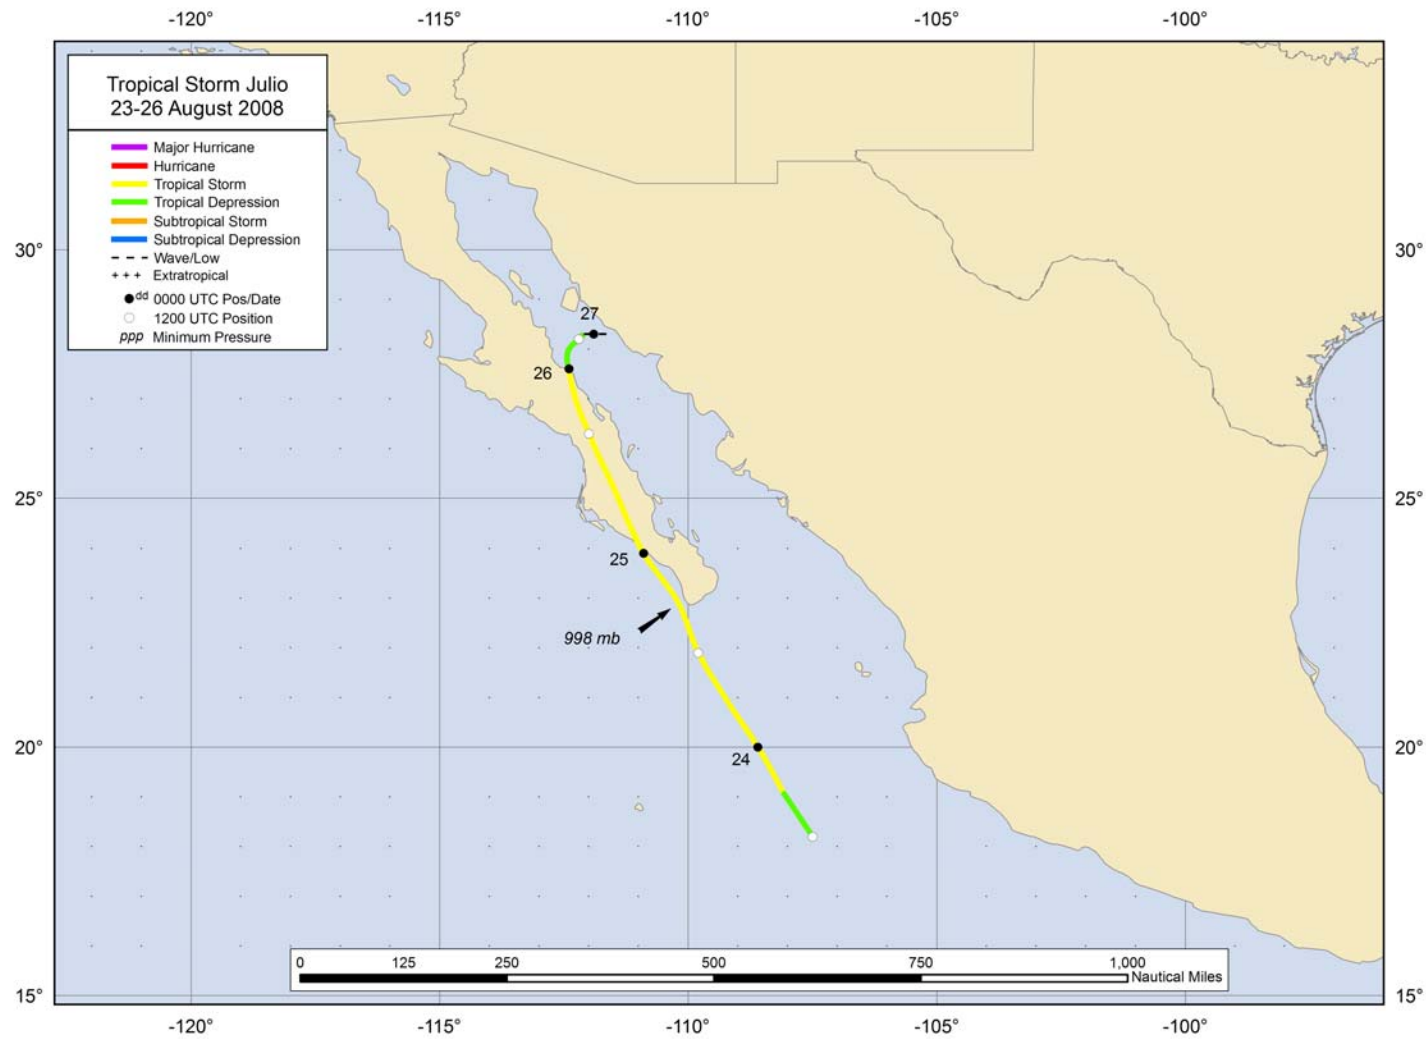 -120° -115° -110° -105° -100°
Tropical Storm Julio
23-26 August 2008
Major Hurricane
Hurricane
Tropical Storm
Tropical Depression
Subtropical Storm
Subtropical Depression
Wave/Low
+++ Extratropical
dd 0000 UTC Pos/Date
1200 UTC Position
ppp Minimum Pressure
30° 30°
27
26
25° 25°
25
998 mb
20° 20°
24
0 125 250 500 750 1,000
Nautical Miles
15° 15°
-120° -115° -110° -105° -100°